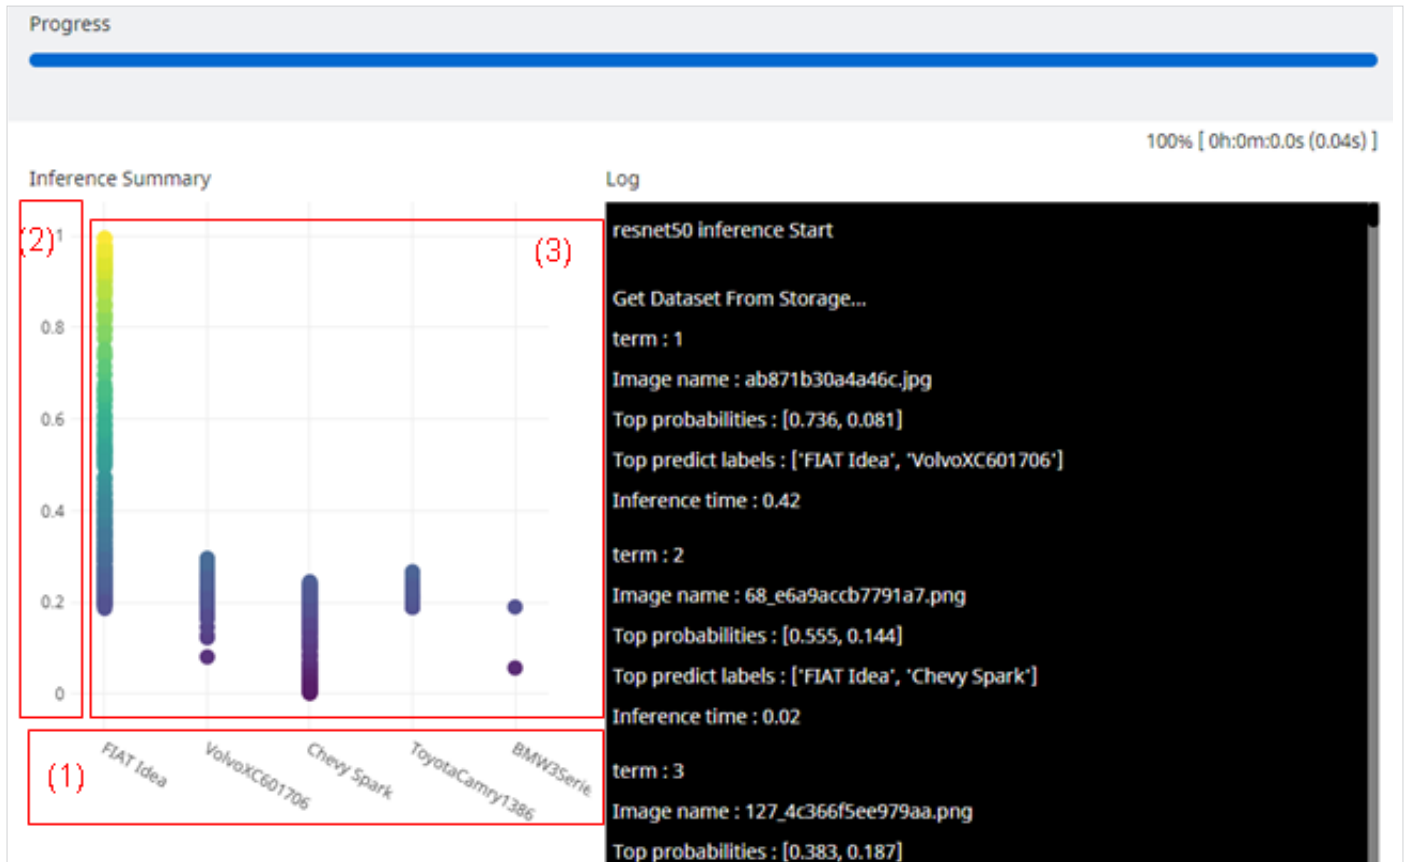 Progress
100% [ 0h:0m:0.0s (0.04s) ]
Inference Summary
(2)
1
0.8
0.6
0.4
0.2
0
(3)
(1)
FIAT Idea
VolvoXC601706
Chevy Spark
ToyotaCamry1386
BMW3Serie
Log
resnet50 inference Start
Get Dataset From Storage...
term : 1
Image name : ab871b30a4a46c.jpg
Top probabilities : [0.736, 0.081]
Top predict labels : ['FIAT Idea', 'VolvoXC601706']
Inference time : 0.42
term : 2
Image name : 68_e6a9accb7791a7.png
Top probabilities : [0.555, 0.144]
Top predict labels : ['FIAT Idea', 'Chevy Spark']
Inference time : 0.02
term : 3
Image name : 127_4c366f5ee979aa.png
Top probabilities : [0.383, 0.187]